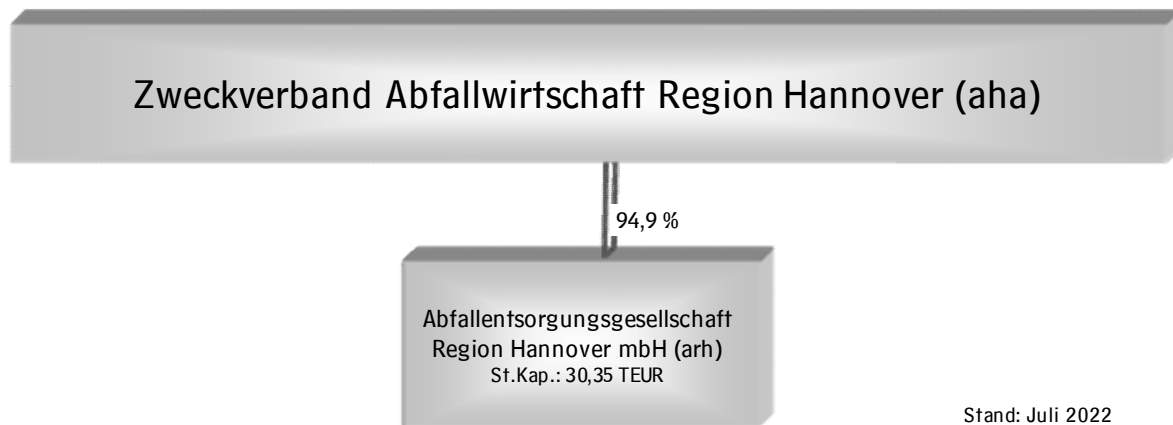 Zweckverband Abfallwirtschaft Region Hannover (aha)
94,9 %
Abfallentsorgungsgesellschaft
Region Hannover mbH (arh)
St.Kap.: 30,35 TEUR
Stand: Juli 2022